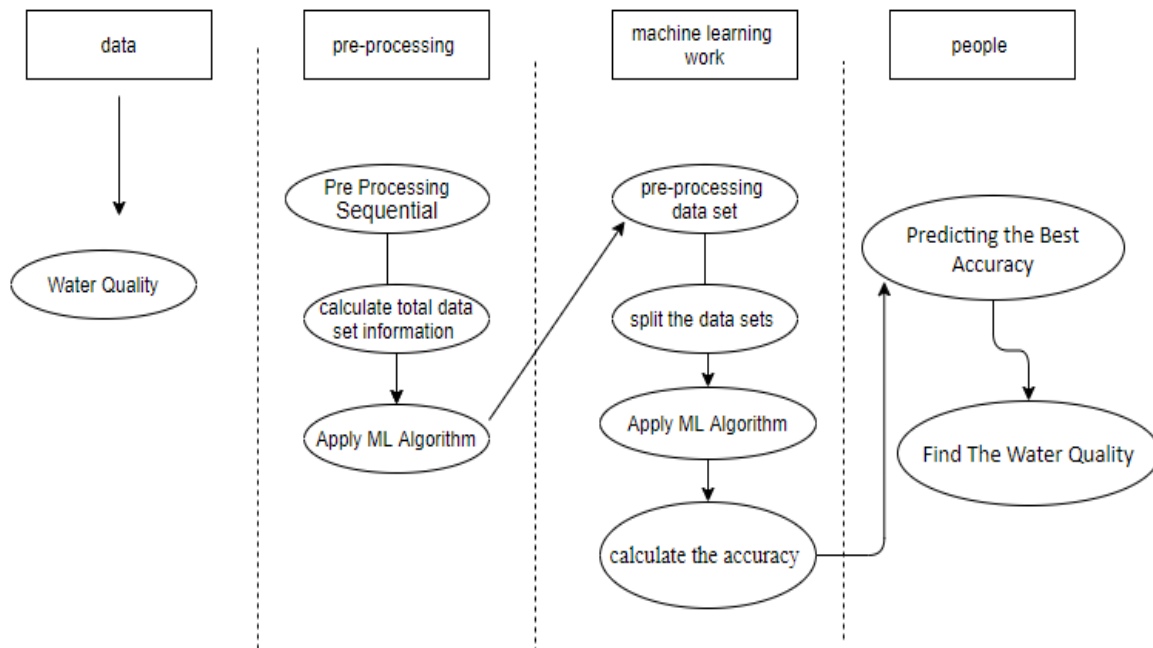 data
pre-processing
machine learning
work
people
Water Quality
Pre Processing
Sequential
calculate total data
set information
Apply ML Algorithm
pre-processing
data set
split the data sets
Apply ML Algorithm
calculate the accuracy
Predicting the Best
Accuracy
Find The Water Quality